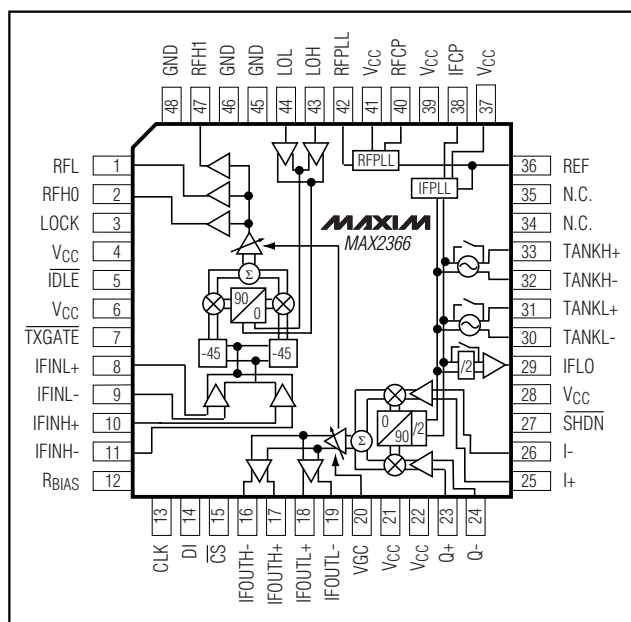 48 GND
47 RFH1
46 GND
45 GND
44 LOL
43 LOH
42 RFPLL
41 VCC
40 RFCP
39 VCC
38 IFCP
37 VCC
RFL 1
RFH0 2
LOCK 3
VCC 4
I̅D̅L̅E̅ 5
VCC 6
T̅X̅G̅A̅T̅E̅ 7
IFINL+ 8
IFINL- 9
IFINH+ 10
IFINH- 11
RBIAS 12
RFPLL
IFPLL
MAXIM
MAX2366
Σ
90
0
-45
-45
/2
0
90
/2
Σ
36 REF
35 N.C.
34 N.C.
33 TANKH+
32 TANKH-
31 TANKL+
30 TANKL-
29 IFLO
28 VCC
27 S̅H̅D̅N̅
26 I-
25 I+
13 CLK
14 DI
15 C̅S̅
16 IFOUTH-
17 IFOUTH+
18 IFOUTL+
19 IFOUTL-
20 VGC
21 VCC
22 VCC
23 Q+
24 Q-